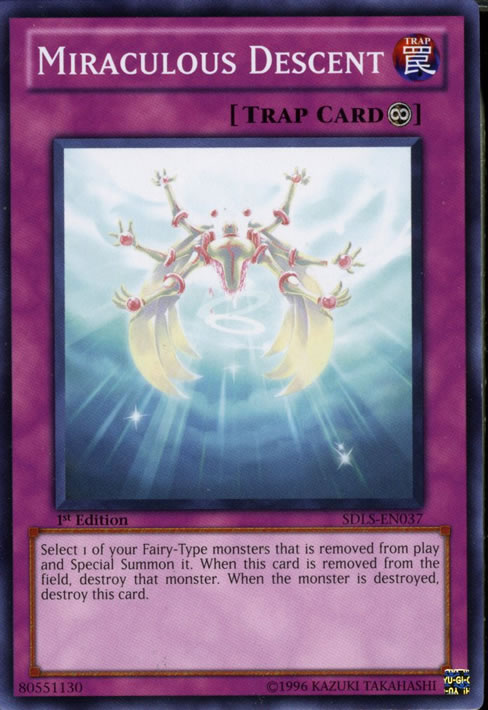 MIRACULOUS DESCENT
TRAP
罠
[TRAP CARD∞]
1st Edition
SDLS-EN037
Select 1 of your Fairy-Type monsters that is removed from play
and Special Summon it. When this card is removed from the
field, destroy that monster. When the monster is destroyed,
destroy this card.
80551130
©1996 KAZUKI TAKAHASHI